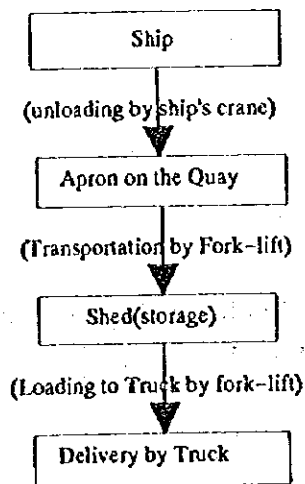 Ship
(unloading by ship's crane)
Apron on the Quay
(Transportation by Fork-lift)
Shed(storage)
(Loading to Truck by fork-lift)
Delivery by Truck